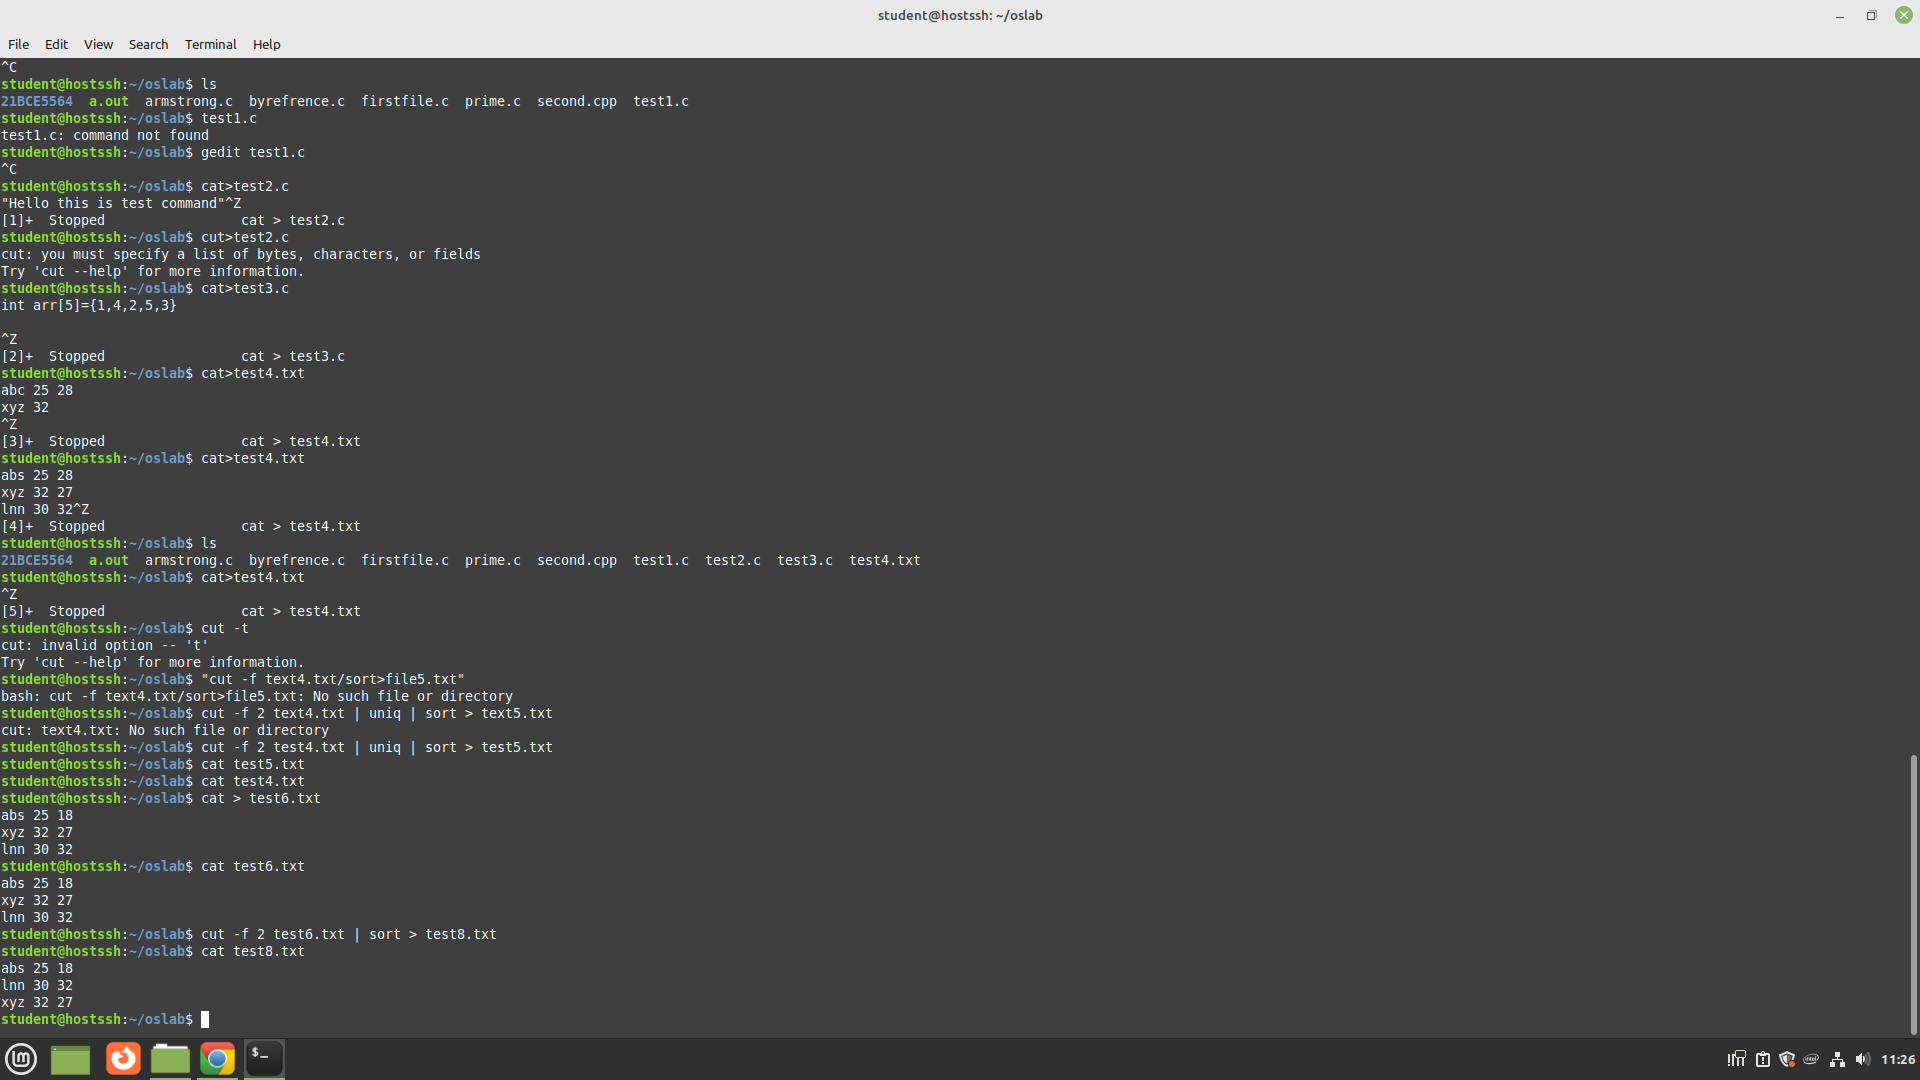 student@hostssh: ~/oslab
File Edit View Search Terminal Help
^C
student@hostssh:~/oslab$ ls
21BCE5564  a.out  armstrong.c  byrefrence.c  firstfile.c  prime.c  second.cpp  test1.c
student@hostssh:~/oslab$ test1.c
test1.c: command not found
student@hostssh:~/oslab$ gedit test1.c
^C
student@hostssh:~/oslab$ cat>test2.c
"Hello this is test command"^Z
[1]+  Stopped                 cat > test2.c
student@hostssh:~/oslab$ cut>test2.c
cut: you must specify a list of bytes, characters, or fields
Try 'cut --help' for more information.
student@hostssh:~/oslab$ cat>test3.c
int arr[5]={1,4,2,5,3}
^Z
[2]+  Stopped                 cat > test3.c
student@hostssh:~/oslab$ cat>test4.txt
abc 25 28
xyz 32
^Z
[3]+  Stopped                 cat > test4.txt
student@hostssh:~/oslab$ cat>test4.txt
abs 25 28
xyz 32 27
lnn 30 32^Z
[4]+  Stopped                 cat > test4.txt
student@hostssh:~/oslab$ ls
21BCE5564  a.out  armstrong.c  byrefrence.c  firstfile.c  prime.c  second.cpp  test1.c  test2.c  test3.c  test4.txt
student@hostssh:~/oslab$ cat>test4.txt
^Z
[5]+  Stopped                 cat > test4.txt
student@hostssh:~/oslab$ cut -t
cut: invalid option -- 't'
Try 'cut --help' for more information.
student@hostssh:~/oslab$ "cut -f text4.txt/sort>file5.txt"
bash: cut -f text4.txt/sort>file5.txt: No such file or directory
student@hostssh:~/oslab$ cut -f 2 text4.txt | uniq | sort > text5.txt
cut: text4.txt: No such file or directory
student@hostssh:~/oslab$ cut -f 2 test4.txt | uniq | sort > test5.txt
student@hostssh:~/oslab$ cat test5.txt
student@hostssh:~/oslab$ cat test4.txt
student@hostssh:~/oslab$ cat > test6.txt
abs 25 18
xyz 32 27
lnn 30 32
student@hostssh:~/oslab$ cat test6.txt
abs 25 18
xyz 32 27
lnn 30 32
student@hostssh:~/oslab$ cut -f 2 test6.txt | sort > test8.txt
student@hostssh:~/oslab$ cat test8.txt
abs 25 18
lnn 30 32
xyz 32 27
student@hostssh:~/oslab$
11:26